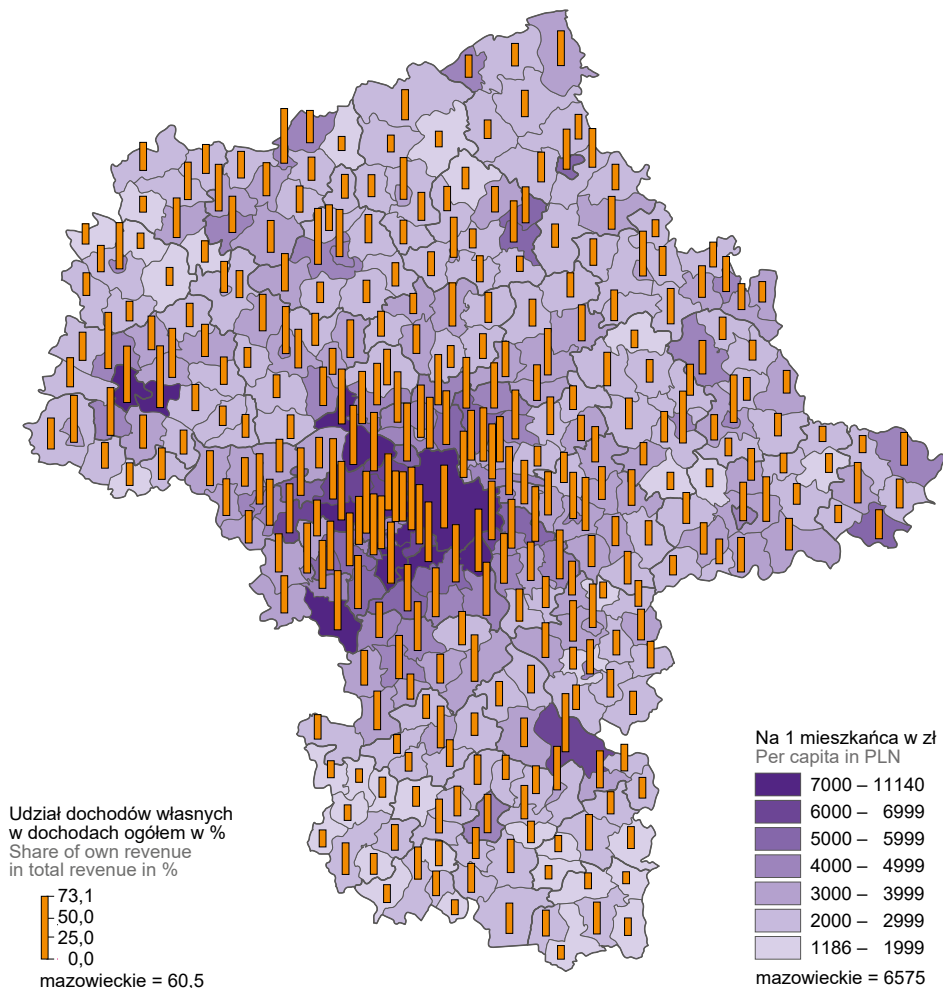 Na 1 mieszkańca w zł
Per capita in PLN
7000 – 11140
6000 – 6999
5000 – 5999
4000 – 4999
3000 – 3999
2000 – 2999
1186 – 1999
mazowieckie = 6575
Udział dochodów własnych
w dochodach ogółem w %
Share of own revenue
in total revenue in %
73,1
50,0
25,0
0,0
mazowieckie = 60,5